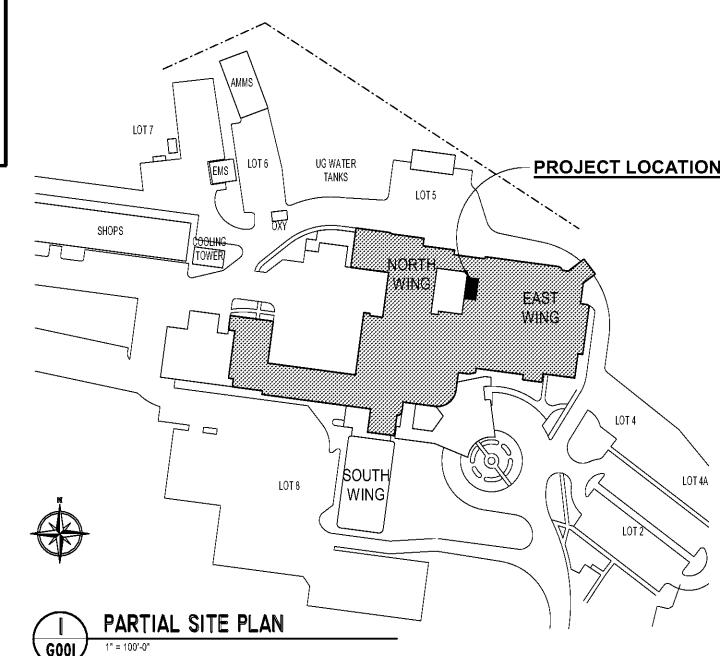 AMMS
LOT 7
EMS
LOT 6
UG WATER
TANKS
LOT 5
PROJECT LOCATION
OXY
SHOPS
COOLING
TOWER
NORTH
WING
EAST
WING
LOT 4
LOT 4A
LOT 8
SOUTH
WING
LOT 2
N
1
G001
PARTIAL SITE PLAN
1" = 100'-0"